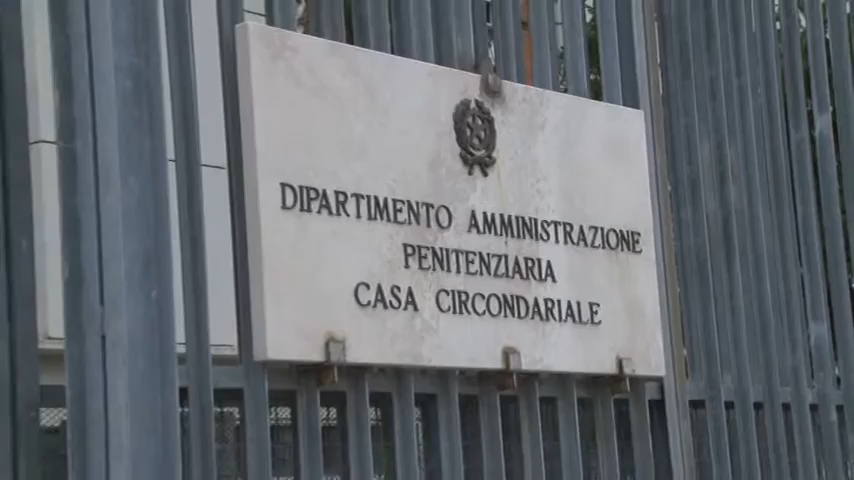 DIPARTIMENTO AMMINISTRAZIONE
PENITENZIARIA
CASA CIRCONDARIALE